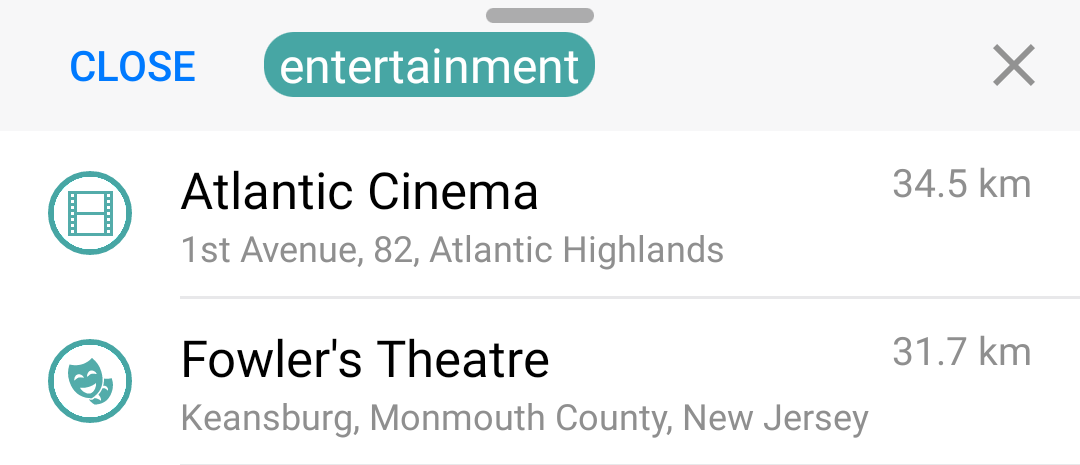 CLOSE entertainment
Atlantic Cinema 34.5 km
1st Avenue, 82, Atlantic Highlands
Fowler's Theatre 31.7 km
Keansburg, Monmouth County, New Jersey